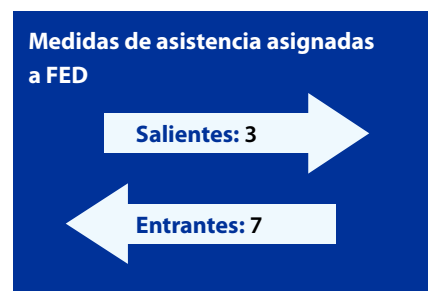 Medidas de asistencia asignadas
a FED
Salientes: 3
Entrantes: 7